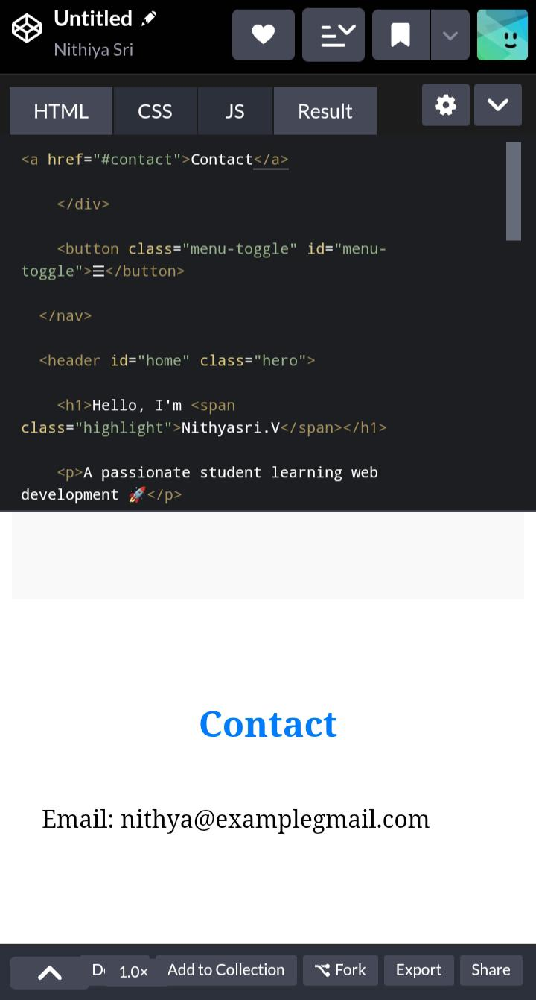 Untitled
Nithiya Sri
HTML CSS JS Result
<a href="#contact">Contact</a>
</div>
<button class="menu-toggle" id="menu-
toggle">☰</button>
</nav>
<header id="home" class="hero">
<h1>Hello, I'm <span
class="highlight">Nithyasri.V</span></h1>
<p>A passionate student learning web
development 🚀</p>
Contact
Email: nithya@examplegmail.com
1.0× Add to Collection Fork Export Share